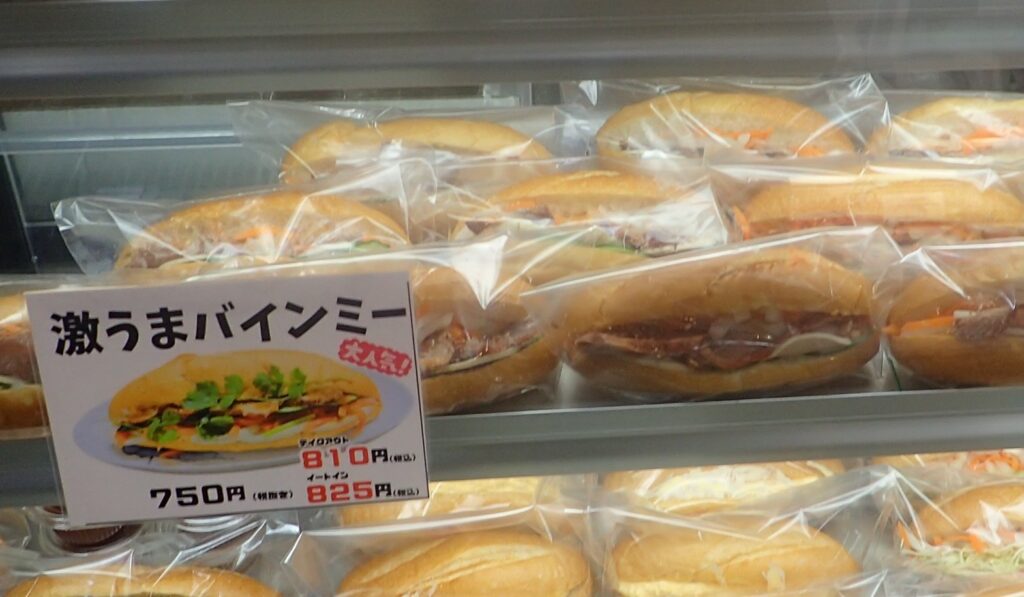 激うまバインミー
大人気!
テイクアウト
810円(税込)
イートイン
750円(税抜き) 825円(税込)